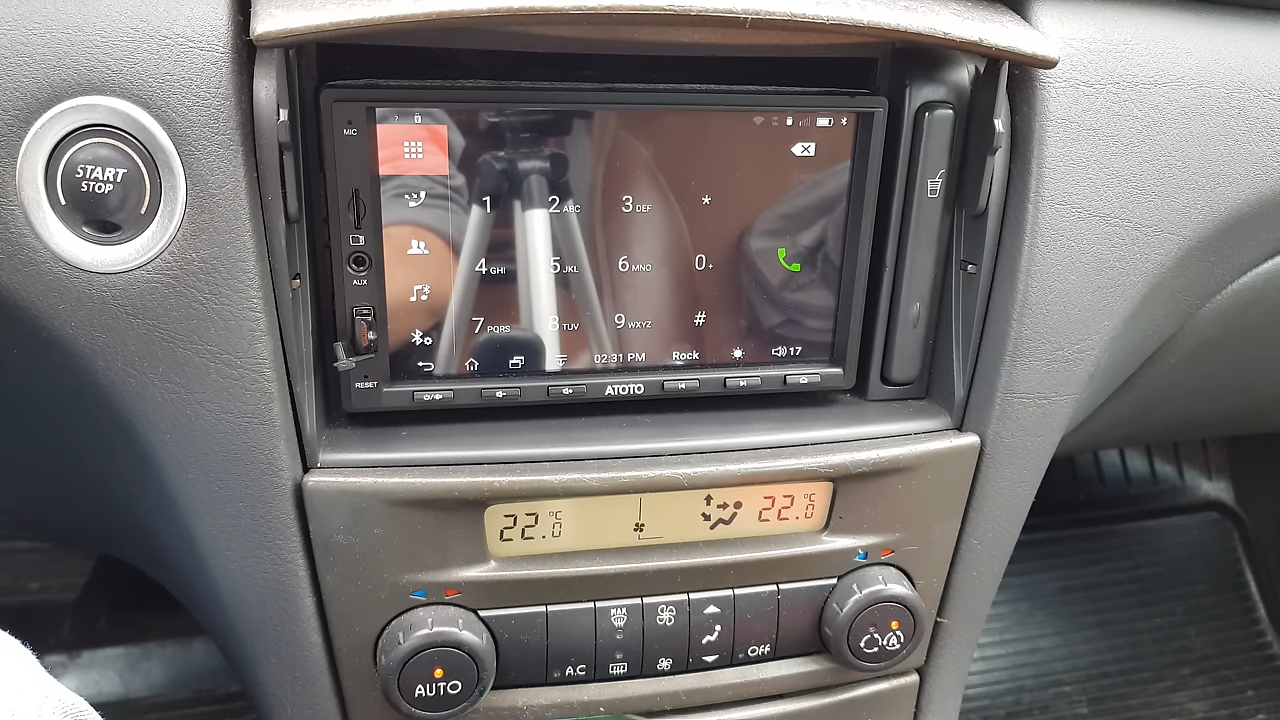 START
STOP
MIC
1
2 ABC
3 DEF
*
4 GHI
5 JKL
6 MNO
0 +
7 PQRS
8 TUV
9 WXYZ
#
AUX
02:31 PM
Rock
17
RESET
ATOTO
22.0 °C
22.0 °C
MAX
A.C
OFF
AUTO
A